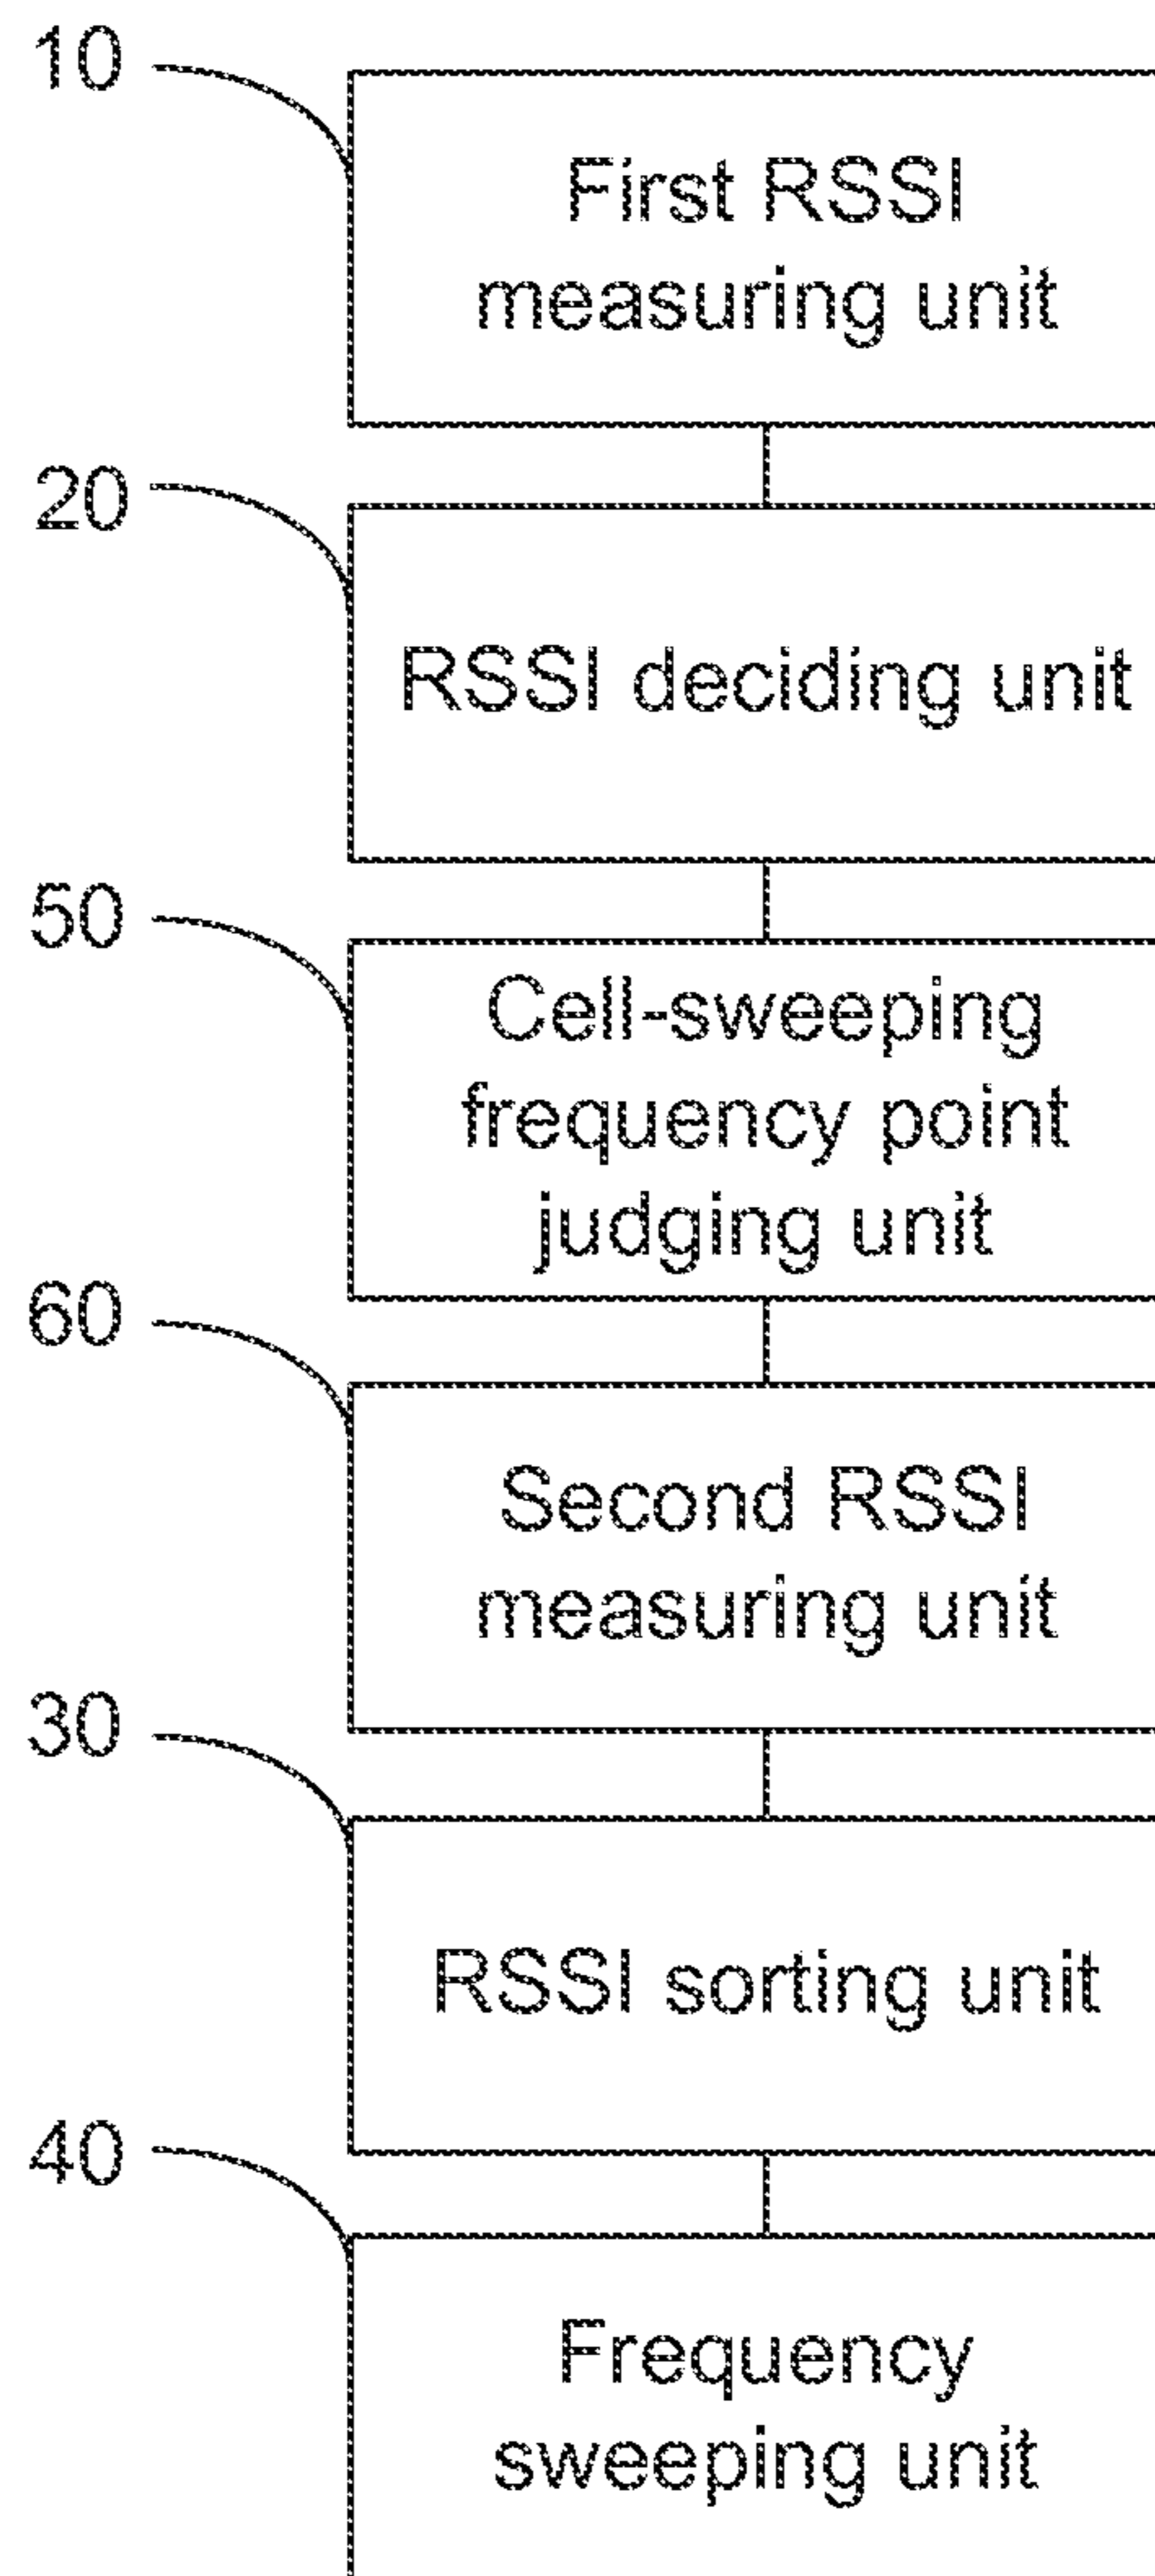 10
First RSSI
measuring unit
20
RSSI deciding unit
50
Cell-sweeping
frequency point
judging unit
60
Second RSSI
measuring unit
30
RSSI sorting unit
40
Frequency
sweeping unit